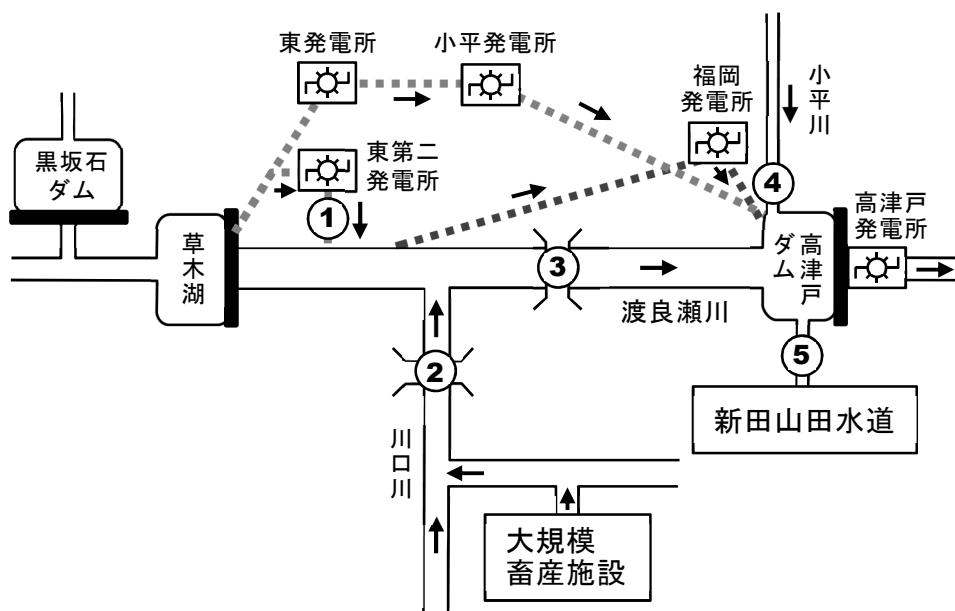 東発電所
小平発電所
福岡
発電所
小平川
黒坂石
ダム
東第二
発電所
1
4
高津戸
発電所
草木湖
3
高津戸
ダム
渡良瀬川
2
5
新田山田水道
川口川
大規模
畜産施設